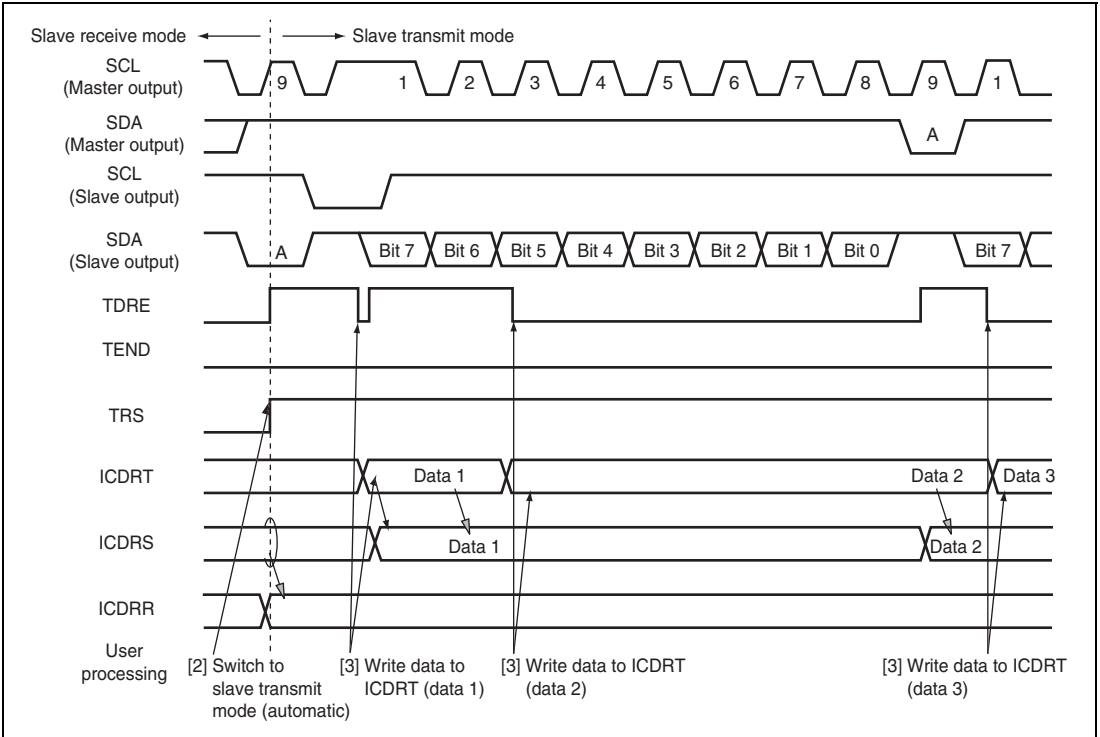 Slave receive mode
Slave transmit mode
SCL
(Master output)
9 1 2 3 4 5 6 7 8 9 1
SDA
(Master output)
A
SCL
(Slave output)
SDA
(Slave output)
A Bit 7 Bit 6 Bit 5 Bit 4 Bit 3 Bit 2 Bit 1 Bit 0 Bit 7
TDRE
TEND
TRS
ICDRT
Data 1 Data 2 Data 3
ICDRS
Data 1 Data 2
ICDRR
User
processing
[2] Switch to
slave transmit
mode (automatic)
[3] Write data to
ICDRT (data 1)
[3] Write data to ICDRT
(data 2)
[3] Write data to ICDRT
(data 3)